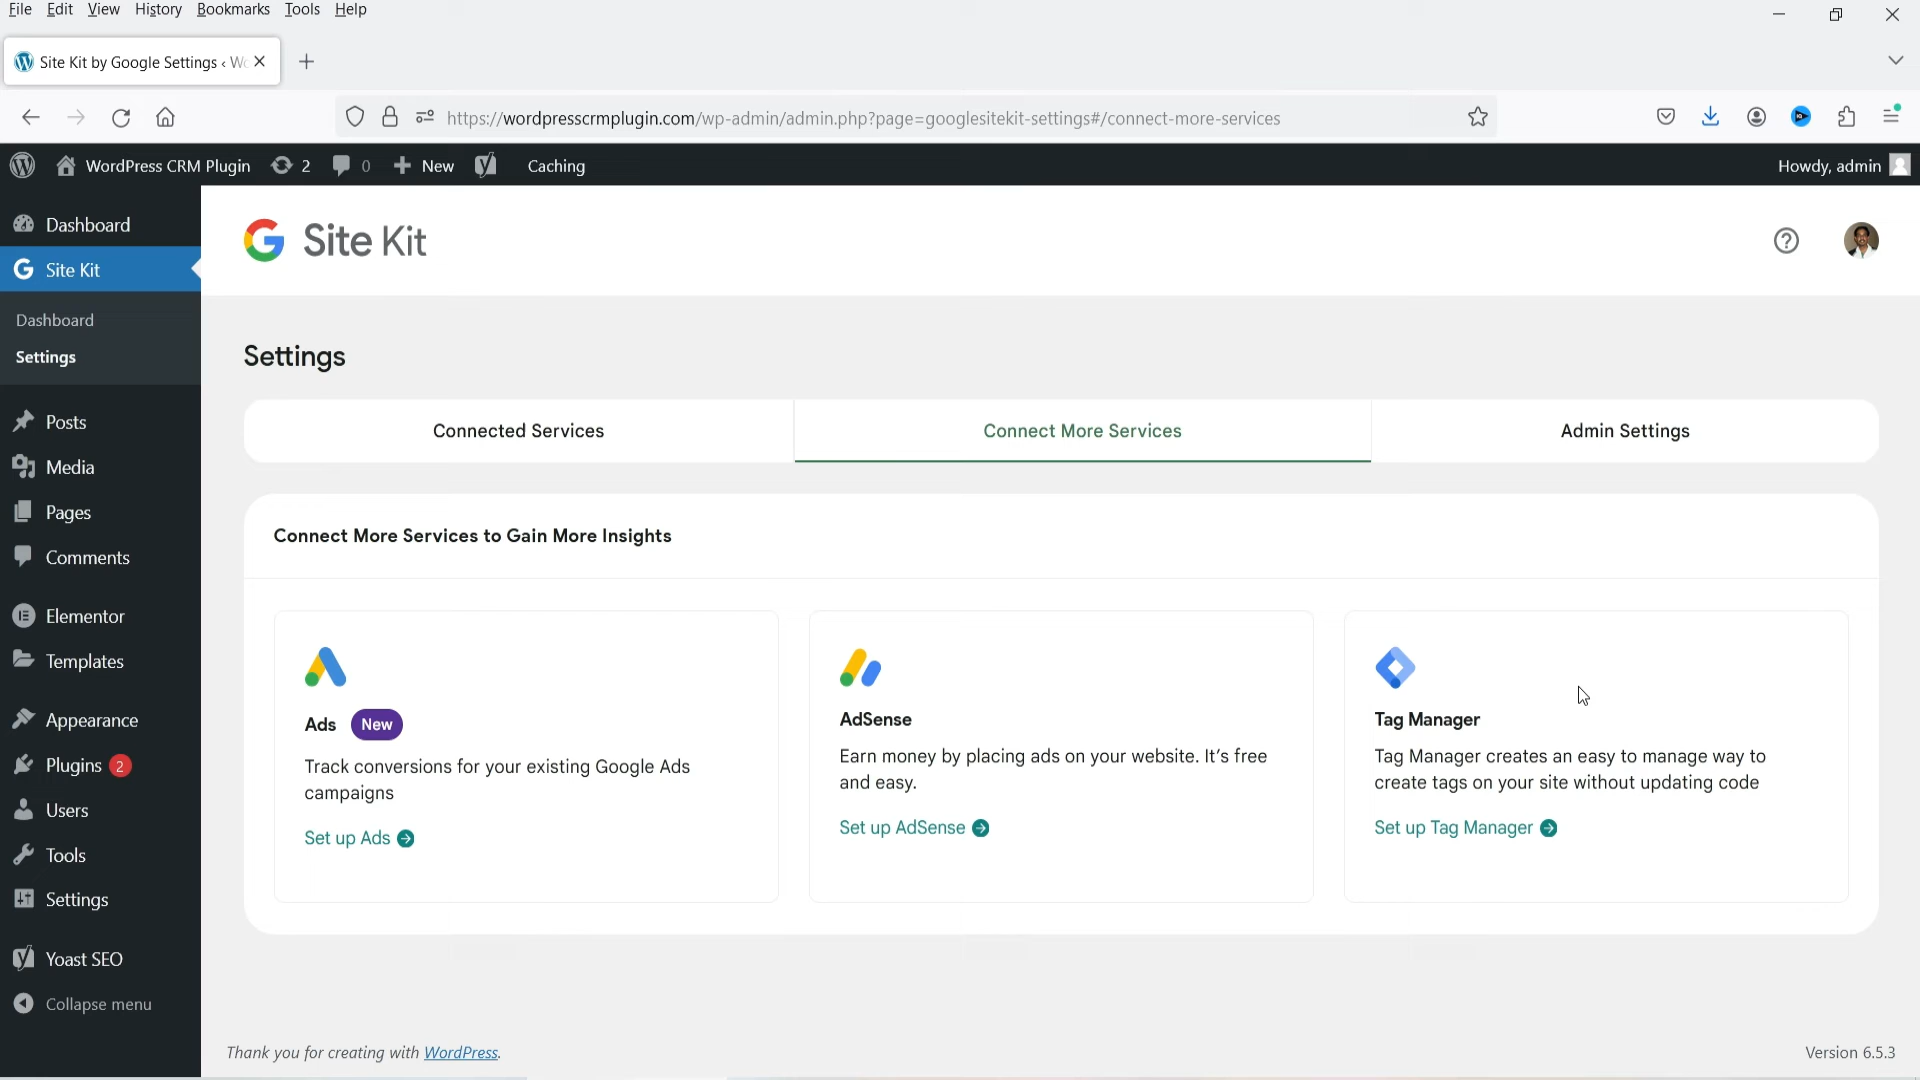 File Edit View History Bookmarks Tools Help
Site Kit by Google Settings ‹ Wo
https://wordpresscrmplugin.com/wp-admin/admin.php?page=googlesitekit-settings#/connect-more-services
WordPress CRM Plugin 2 0 New Caching Howdy, admin
Dashboard
Site Kit
Dashboard
Settings
Posts
Media
Pages
Comments
Elementor
Templates
Appearance
Plugins 2
Users
Tools
Settings
Yoast SEO
Collapse menu
Site Kit
Settings
Connected Services Connect More Services Admin Settings
Connect More Services to Gain More Insights
Ads New
Track conversions for your existing Google Ads
campaigns
Set up Ads
AdSense
Earn money by placing ads on your website. It’s free
and easy.
Set up AdSense
Tag Manager
Tag Manager creates an easy to manage way to
create tags on your site without updating code
Set up Tag Manager
Thank you for creating with WordPress.
Version 6.5.3